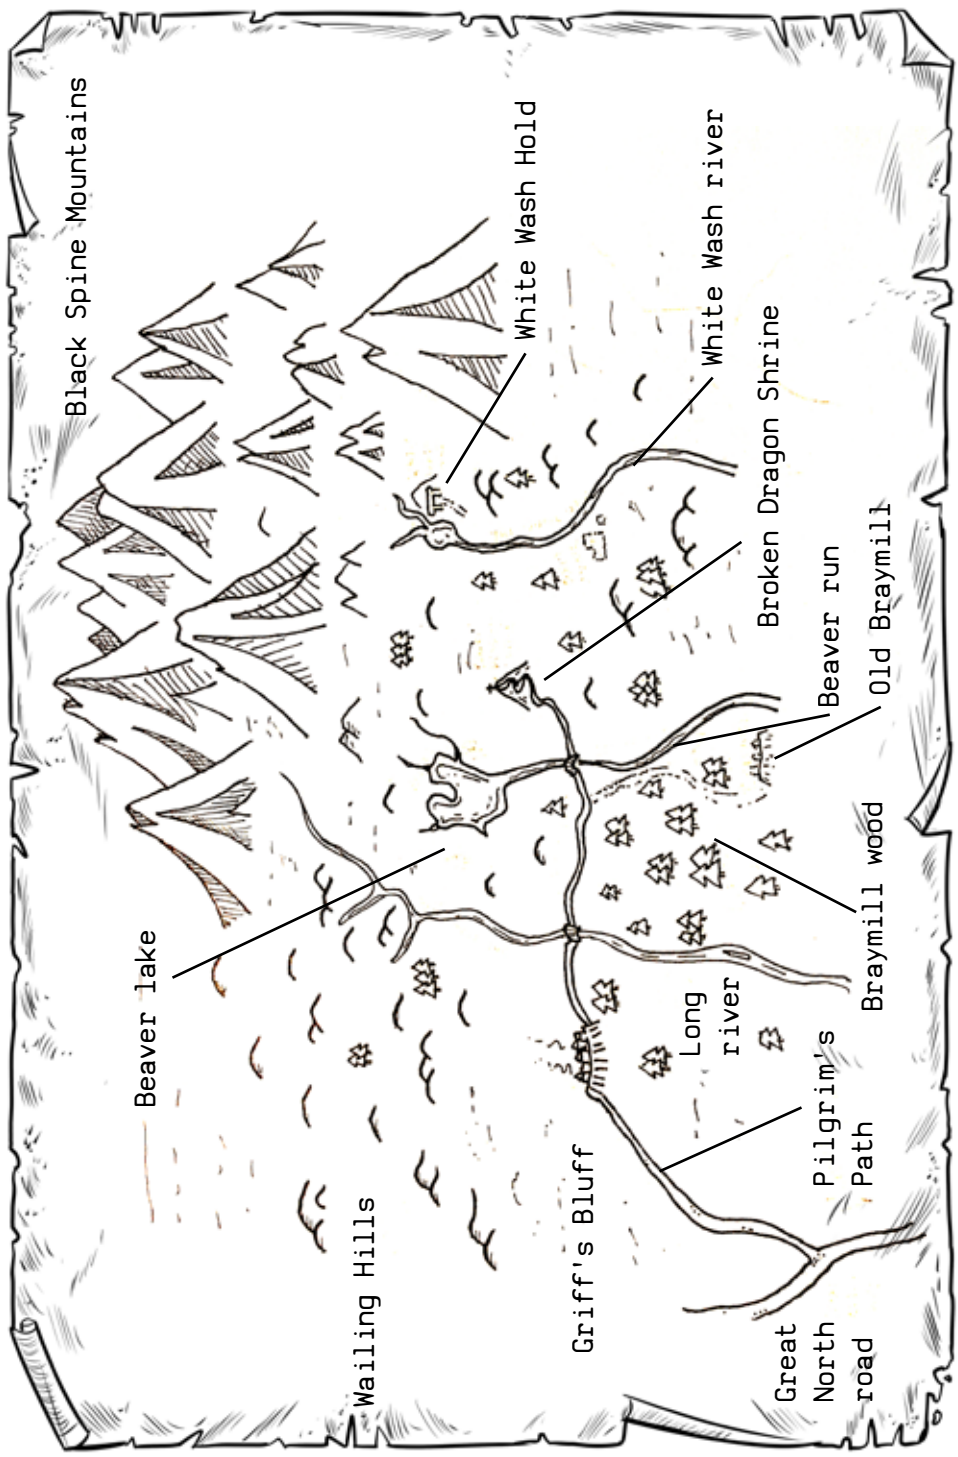 Black Spine Mountains
Beaver lake
Wailing Hills
White Wash Hold
Griff's Bluff
White Wash river
Long
river
Broken Dragon Shrine
Great
North
road
Pilgrim's
Path
Beaver run
Braymill wood
Old Braymill